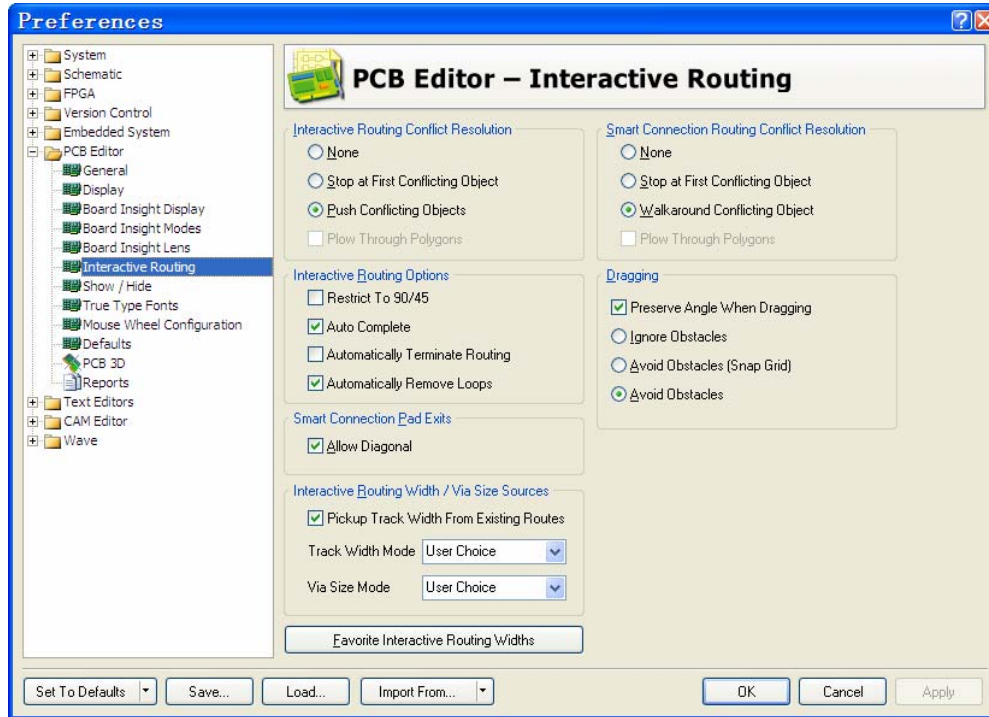 Preferences
System
Schematic
FPGA
Version Control
Embedded System
PCB Editor
General
Display
Board Insight Display
Board Insight Modes
Board Insight Lens
Interactive Routing
Show / Hide
True Type Fonts
Mouse Wheel Configuration
Defaults
PCB 3D
Reports
Text Editors
CAM Editor
Wave
PCB Editor – Interactive Routing
Interactive Routing Conflict Resolution
None
Stop at First Conflicting Object
Push Conflicting Objects
Plow Through Polygons
Smart Connection Routing Conflict Resolution
None
Stop at First Conflicting Object
Walkaround Conflicting Object
Plow Through Polygons
Interactive Routing Options
Restrict To 90/45
Auto Complete
Automatically Terminate Routing
Automatically Remove Loops
Dragging
Preserve Angle When Dragging
Ignore Obstacles
Avoid Obstacles (Snap Grid)
Avoid Obstacles
Smart Connection Pad Exits
Allow Diagonal
Interactive Routing Width / Via Size Sources
Pickup Track Width From Existing Routes
Track Width Mode User Choice
Via Size Mode User Choice
Favorite Interactive Routing Widths
Set To Defaults Save... Load... Import From... OK Cancel Apply